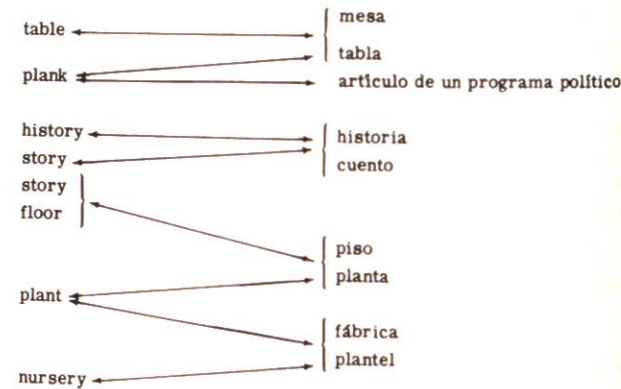 table
mesa
tabla
plank
artículo de un programa político
history
historia
story
cuento
story
floor
piso
planta
plant
fábrica
plantel
nursery